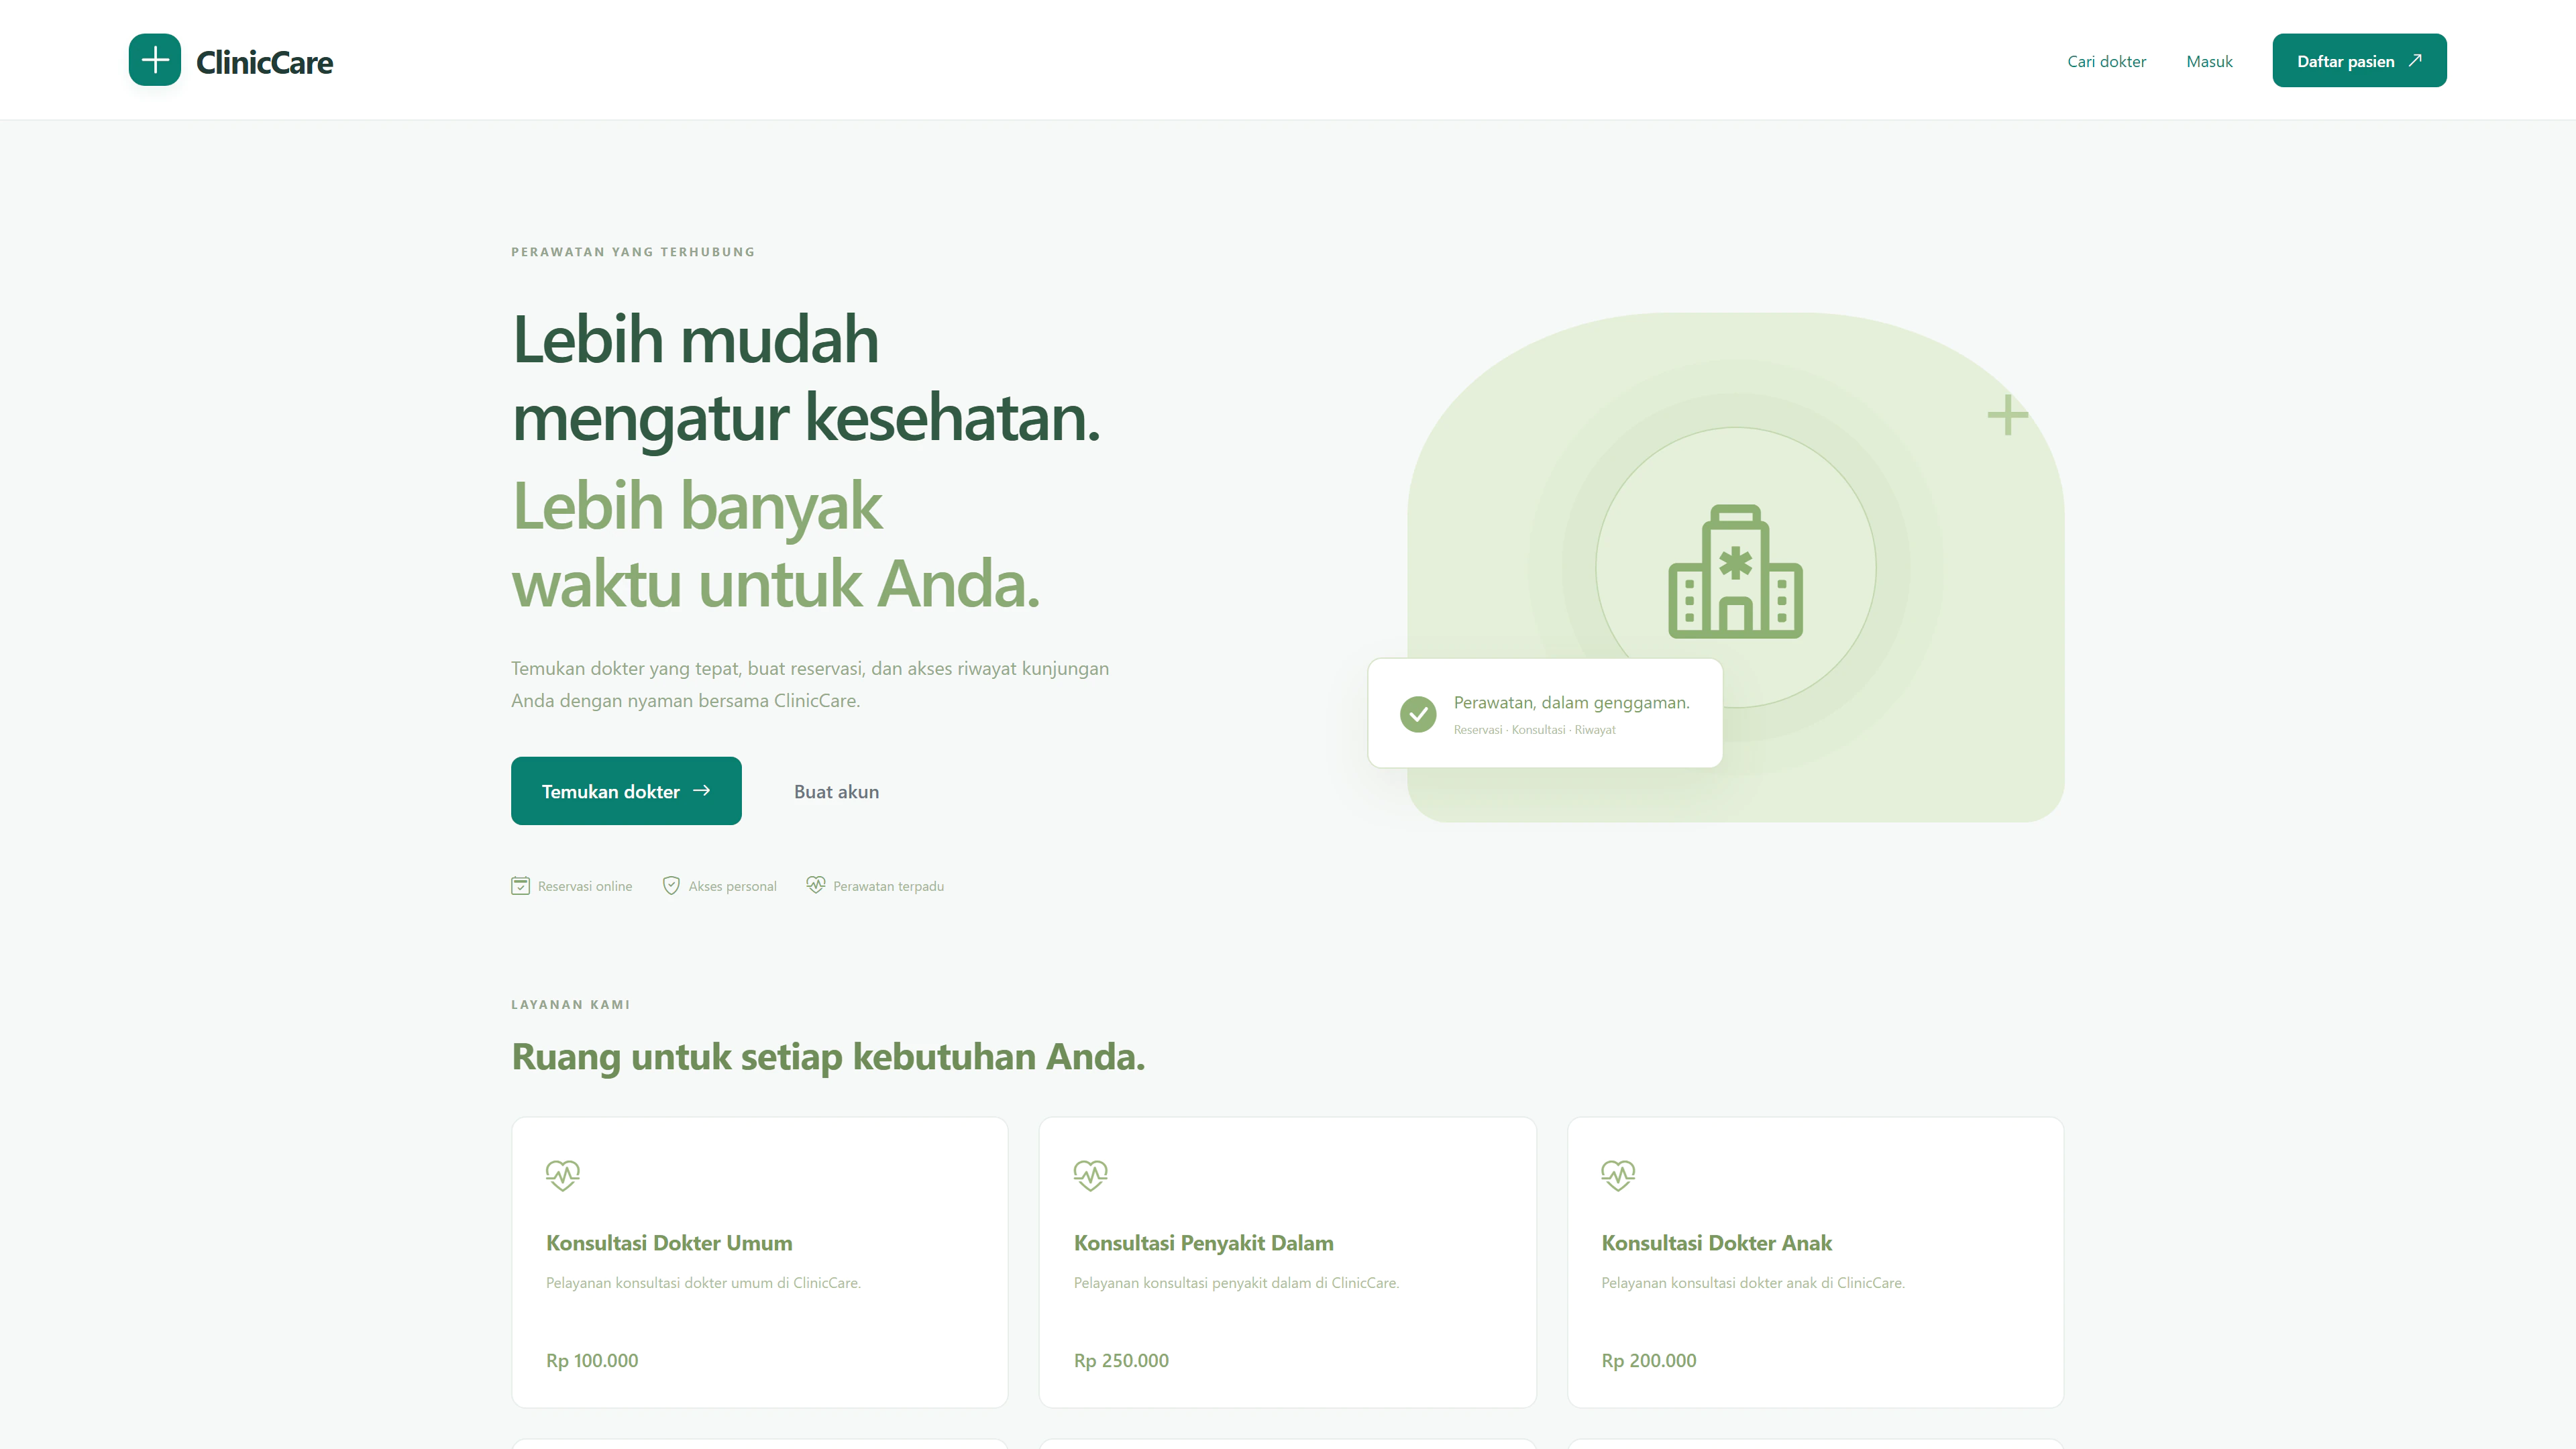 ClinicCare
Cari dokter
Masuk
Daftar pasien
PERAWATAN YANG TERHUBUNG
Lebih mudah
mengatur kesehatan.
Lebih banyak
waktu untuk Anda.
Temukan dokter yang tepat, buat reservasi, dan akses riwayat kunjungan
Anda dengan nyaman bersama ClinicCare.
Temukan dokter
Buat akun
Reservasi online
Akses personal
Perawatan terpadu
Perawatan, dalam genggaman.
Reservasi · Konsultasi · Riwayat
LAYANAN KAMI
Ruang untuk setiap kebutuhan Anda.
Konsultasi Dokter Umum
Pelayanan konsultasi dokter umum di ClinicCare.
Rp 100.000
Konsultasi Penyakit Dalam
Pelayanan konsultasi penyakit dalam di ClinicCare.
Rp 250.000
Konsultasi Dokter Anak
Pelayanan konsultasi dokter anak di ClinicCare.
Rp 200.000